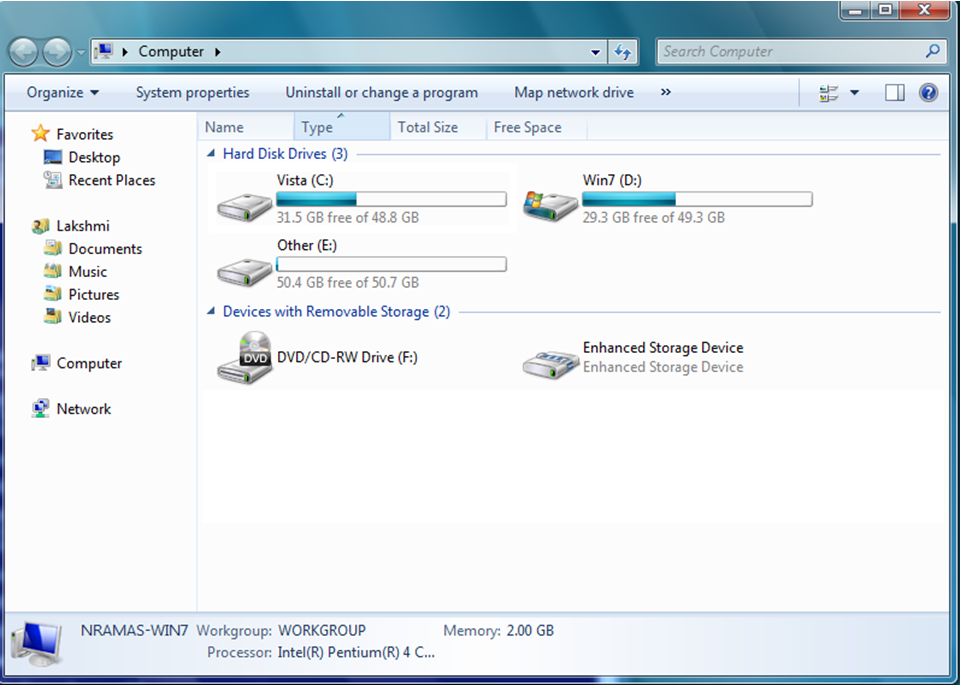 Computer
Search Computer
Organize System properties Uninstall or change a program Map network drive »
Favorites
Desktop
Recent Places
Lakshmi
Documents
Music
Pictures
Videos
Computer
Network
Name Type Total Size Free Space
Hard Disk Drives (3)
Vista (C:)
31.5 GB free of 48.8 GB
Win7 (D:)
29.3 GB free of 49.3 GB
Other (E:)
50.4 GB free of 50.7 GB
Devices with Removable Storage (2)
DVD
DVD/CD-RW Drive (F:)
Enhanced Storage Device
Enhanced Storage Device
NRAMAS-WIN7 Workgroup: WORKGROUP Memory: 2.00 GB
Processor: Intel(R) Pentium(R) 4 C...